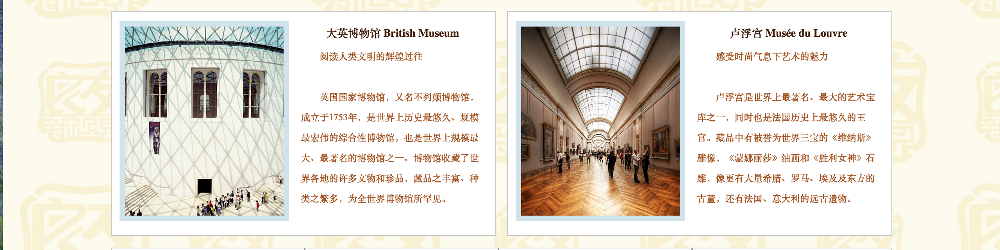 大英博物馆 British Museum
阅读人类文明的辉煌过往
英国国家博物馆，又名不列颠博物馆，
成立于1753年，是世界上历史最悠久、规模
最宏伟的综合性博物馆，也是世界上规模最
大、最著名的博物馆之一。博物馆收藏了世
界各地的许多文物和珍品，藏品之丰富、种
类之繁多，为全世界博物馆所罕见。
卢浮宫 Musée du Louvre
感受时尚气息下艺术的魅力
卢浮宫是世界上最著名、最大的艺术宝
库之一，同时也是法国历史上最悠久的王
宫。藏品中有被誉为世界三宝的《维纳斯》
雕像，《蒙娜丽莎》油画和《胜利女神》石
雕，像更有大量希腊、罗马、埃及及东方的
古董，还有法国、意大利的远古遗物。